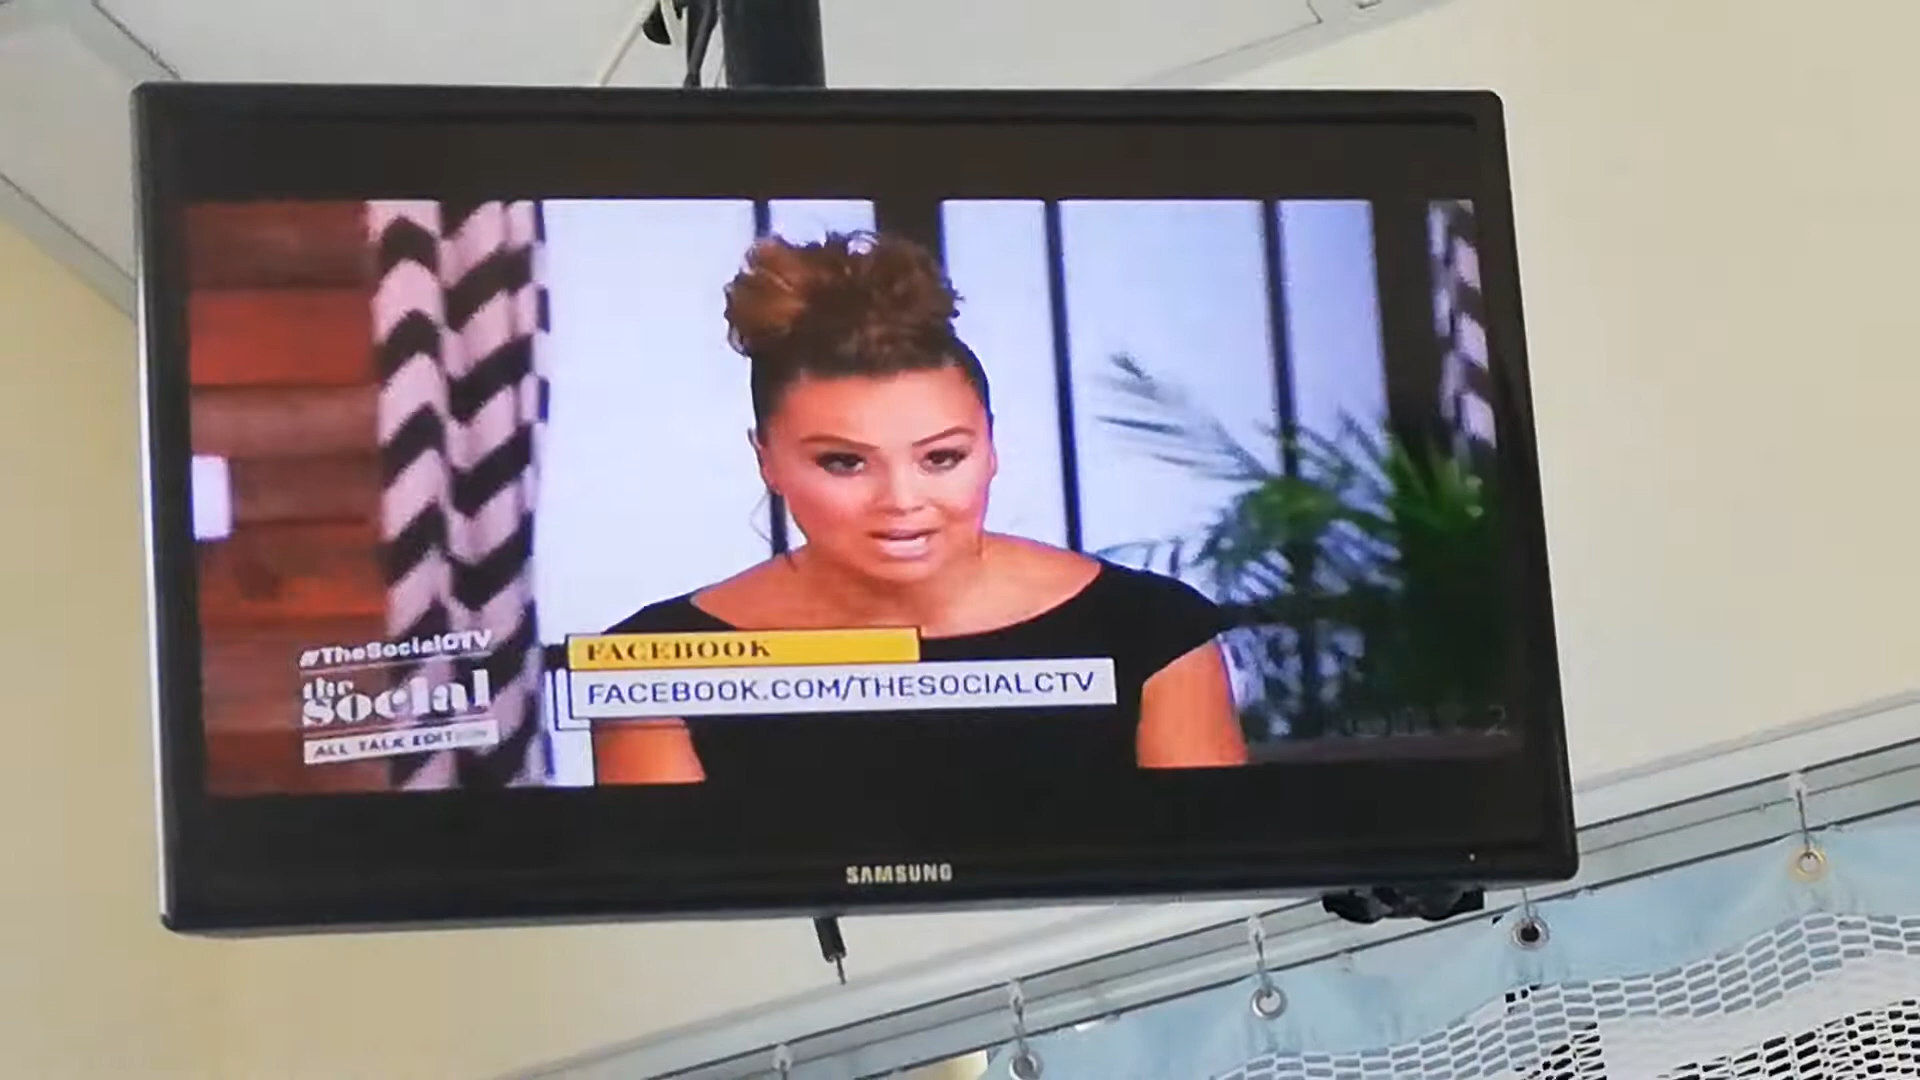 #TheSocialCTV
the
social
ALL TALK EDITION
FACEBOOK
FACEBOOK.COM/THESOCIALCTV
SAMSUNG